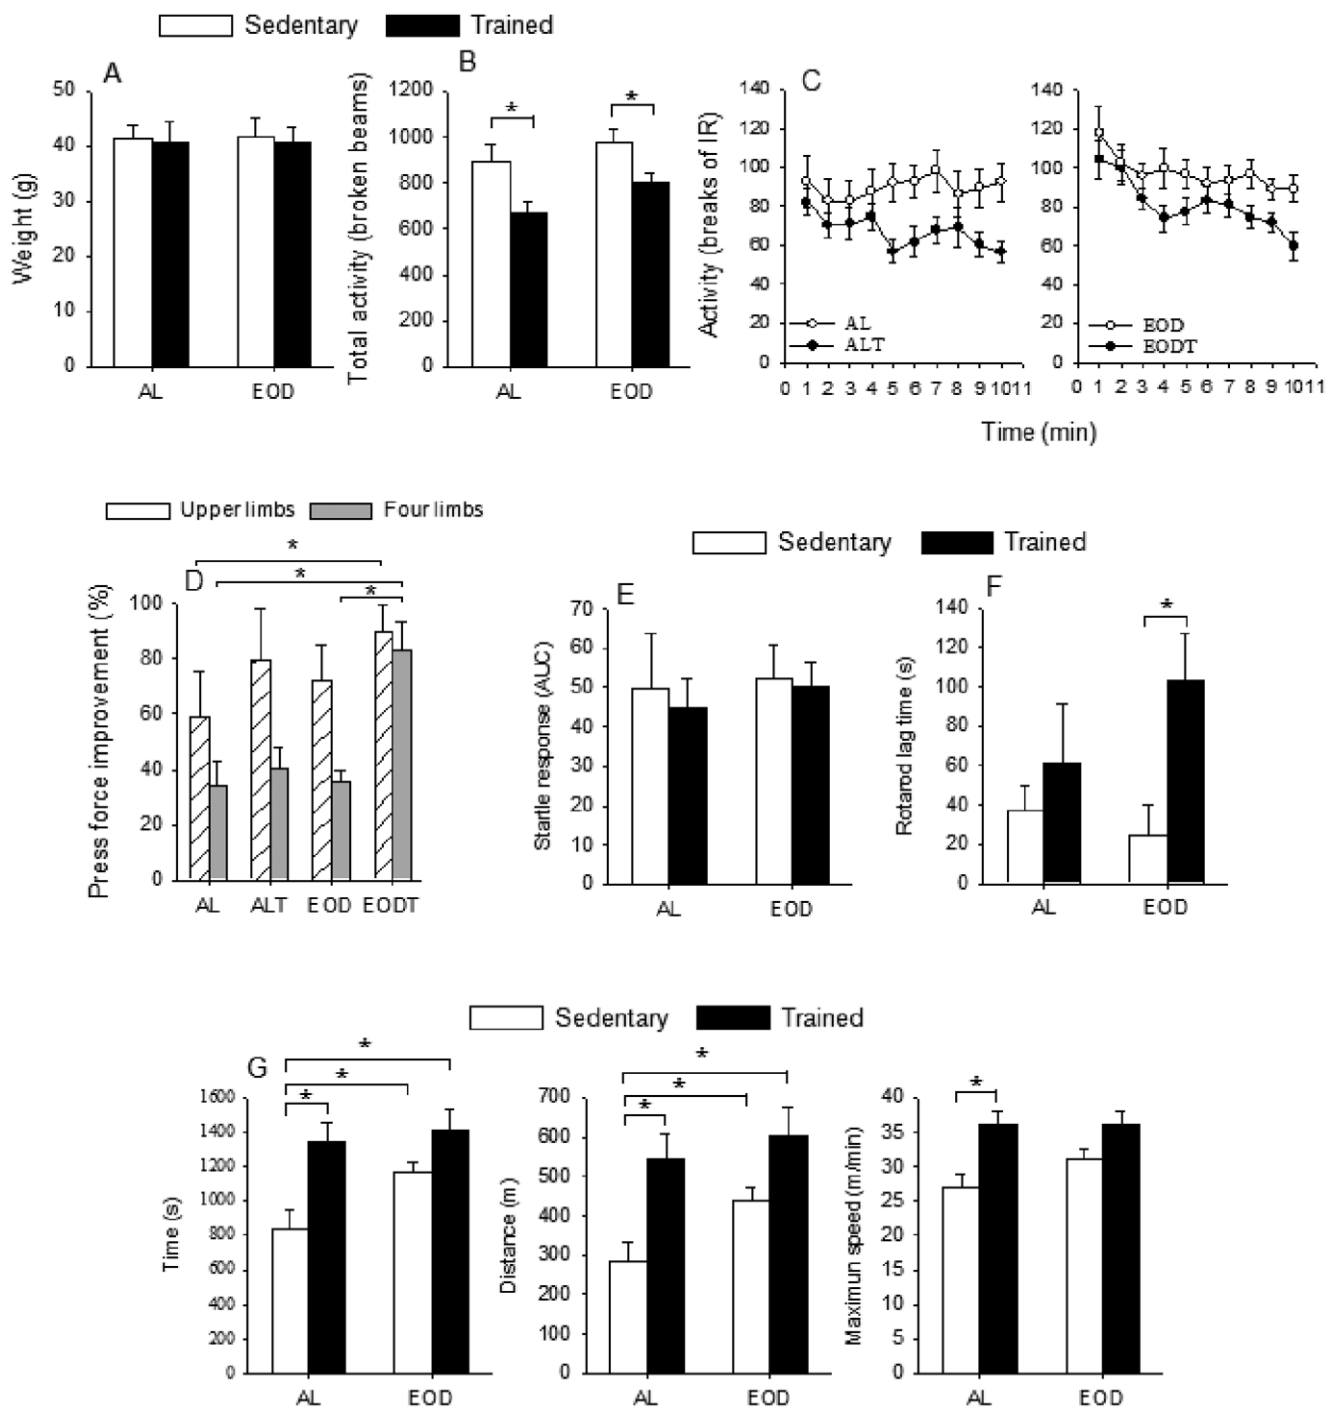 Sedentary Trained
A
Weight (g)
50
40
30
20
10
0
AL EOD
B
Total activity (broken beams)
1200
1000
800
600
400
200
0
* *
AL EOD
C
Activity (breaks of IR)
140
120
100
80
60
40
20
0
AL
ALT
0 1 2 3 4 5 6 7 8 9 10 11
140
120
100
80
60
40
20
0
EOD
EODT
0 1 2 3 4 5 6 7 8 9 10 11
Time (min)
Upper limbs Four limbs
D
Press force improvement (%)
*
*
*
100
80
60
40
20
0
AL ALT EOD EODT
Sedentary Trained
E
Startle response (AUC)
70
60
50
40
30
20
10
0
AL EOD
F
Rotarod lag time (s)
140
120
100
80
60
40
20
0
*
AL EOD
Sedentary Trained
G
Time (s)
*
*
*
1600
1400
1200
1000
800
600
400
200
0
AL EOD
Distance (m)
*
*
*
700
600
500
400
300
200
100
0
AL EOD
Maximun speed (m/min)
*
40
35
30
25
20
15
10
5
0
AL EOD